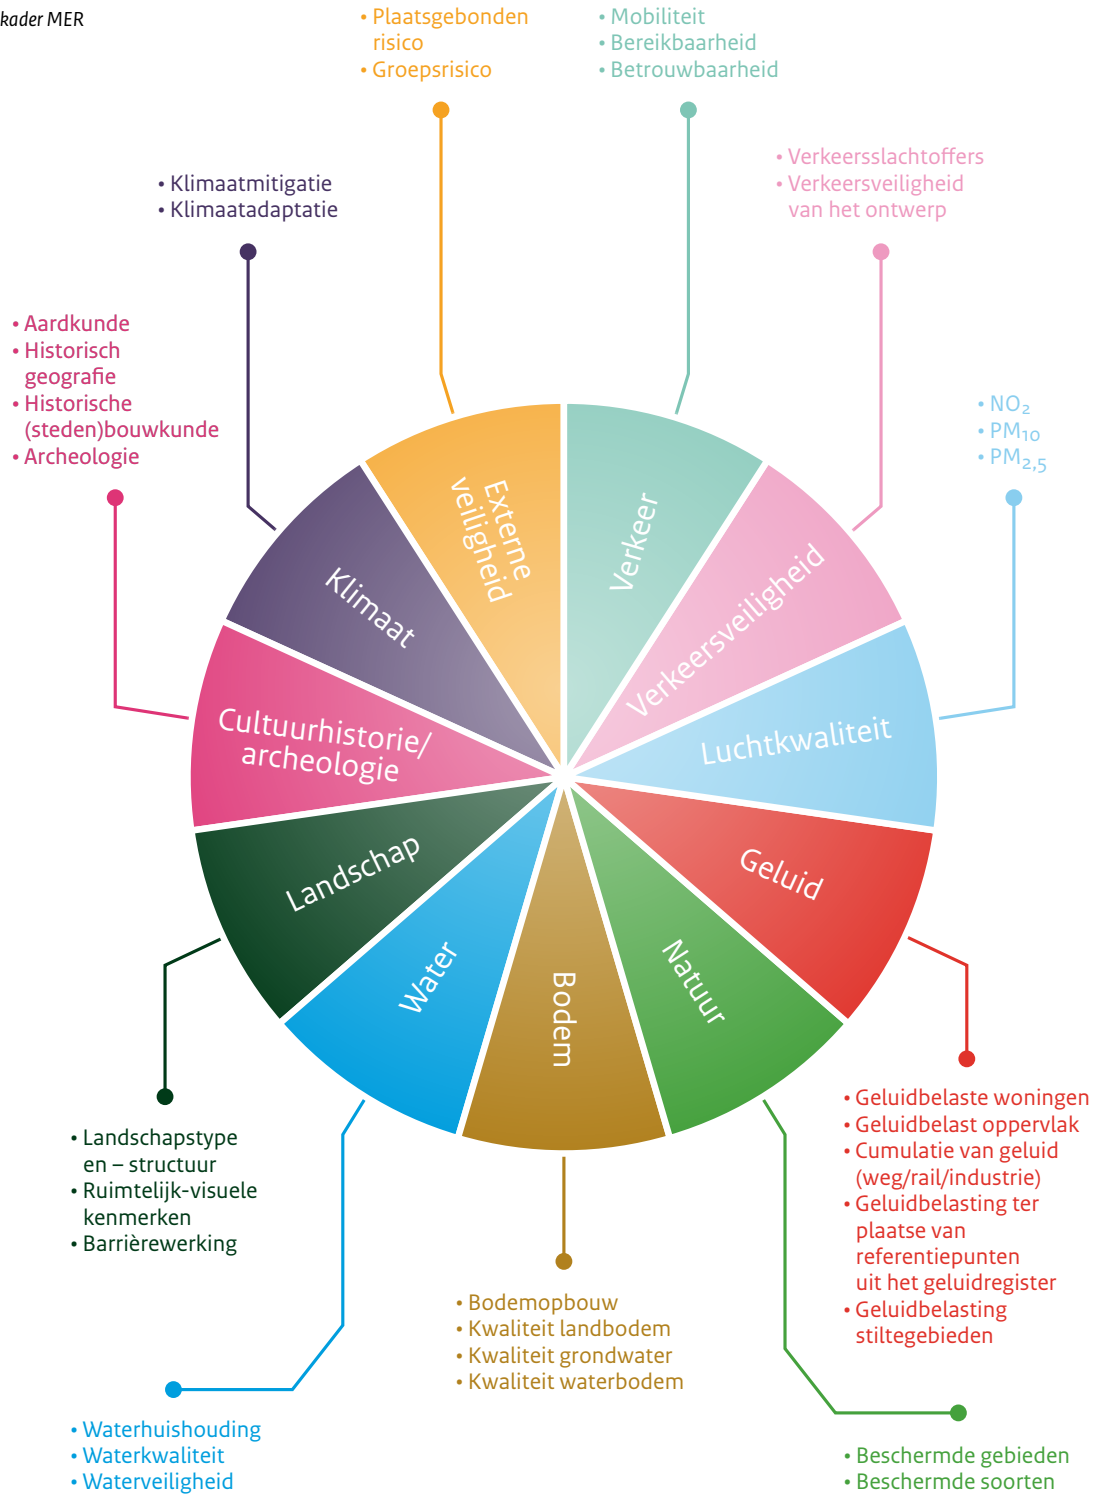 kader MER
• Plaatsgebonden
risico
• Groepsrisico
• Mobiliteit
• Bereikbaarheid
• Betrouwbaarheid
• Verkeersslachtoffers
• Verkeersveiligheid
van het ontwerp
• Klimaatmitigatie
• Klimaatadaptatie
• Aardkunde
• Historisch
geografie
• Historische
(steden)bouwkunde
• Archeologie
• NO₂
• PM₁₀
• PM₂,₅
Externe
veiligheid
Verkeer
Verkeersveiligheid
Klimaat
Cultuurhistorie/
archeologie
Luchtkwaliteit
Landschap
Geluid
Water
Bodem
Natuur
• Landschapstype
en – structuur
• Ruimtelijk-visuele
kenmerken
• Barrièrewerking
• Geluidbelaste woningen
• Geluidbelast oppervlak
• Cumulatie van geluid
(weg/rail/industrie)
• Geluidbelasting ter
plaatse van
referentiepunten
uit het geluidregister
• Geluidbelasting
stiltegebieden
• Bodemopbouw
• Kwaliteit landbodem
• Kwaliteit grondwater
• Kwaliteit waterbodem
• Waterhuishouding
• Waterkwaliteit
• Waterveiligheid
• Beschermde gebieden
• Beschermde soorten